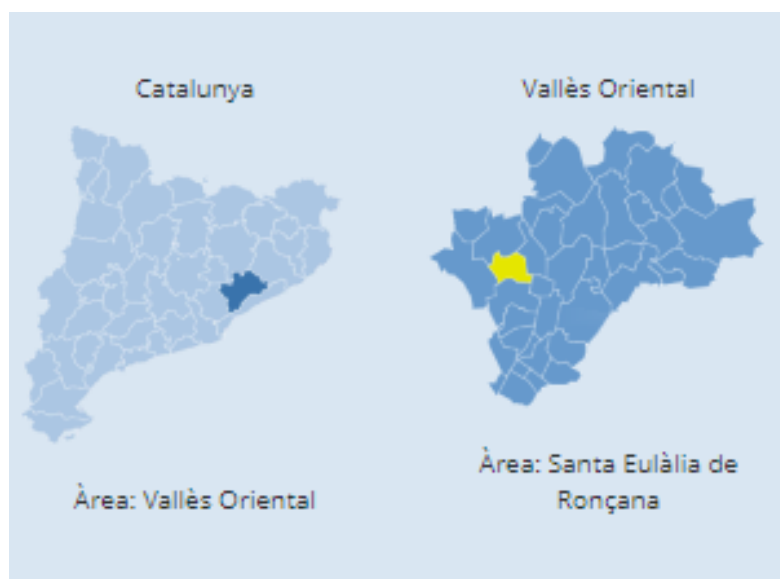 Catalunya
Vallès Oriental
Àrea: Vallès Oriental
Àrea: Santa Eulàlia de
Ronçana